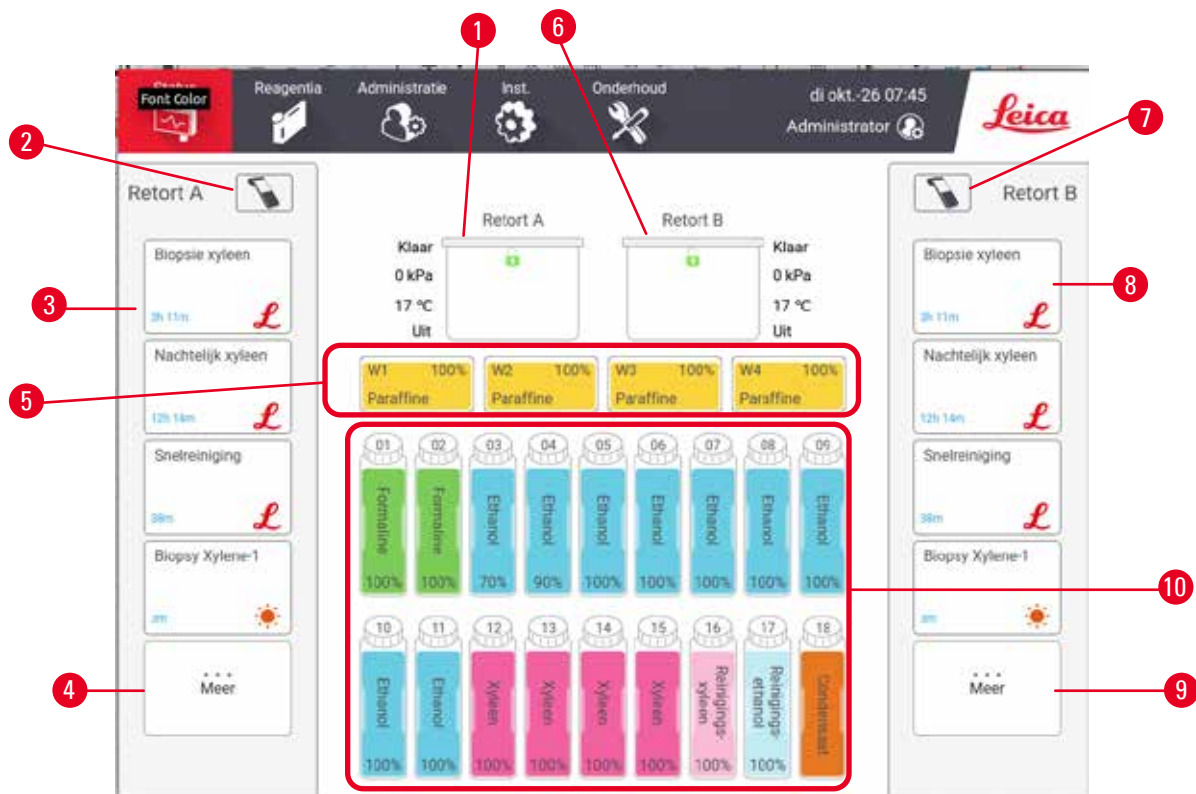 1
6
Status
Font Color
Reagentia
Administratie
Inst.
Onderhoud
di okt.-26 07:45
Administrator
Leica
2
7
Retort A
Retort B
Retort A
Retort B
Klaar
0 kPa
17 °C
Uit
Klaar
0 kPa
17 °C
Uit
3
Biopsie xyleen
3h 11m
L
Nachtelijk xyleen
12h 14m
L
Snelreiniging
38m
L
Biopsy Xylene-1
3m
4
...
Meer
5
W1 100%
Paraffine
W2 100%
Paraffine
W3 100%
Paraffine
W4 100%
Paraffine
01 02 03 04 05 06 07 08 09
Formaline Formaline Ethanol Ethanol Ethanol Ethanol Ethanol Ethanol Ethanol
100% 100% 70% 90% 100% 100% 100% 100% 100%
10 11 12 13 14 15 16 17 18
Ethanol Ethanol Xyleen Xyleen Xyleen Xyleen Reinigings-
xyleen Reinigings-
ethanol Condensaat
100% 100% 100% 100% 100% 100% 100% 100%
10
Biopsie xyleen
3h 11m
L
8
Nachtelijk xyleen
12h 14m
L
Snelreiniging
38m
L
Biopsy Xylene-1
3m
...
Meer
9